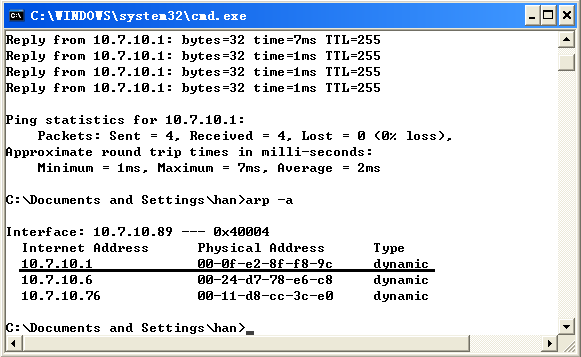 C:\WINDOWS\system32\cmd.exe
Reply from 10.7.10.1: bytes=32 time=7ms TTL=255
Reply from 10.7.10.1: bytes=32 time=1ms TTL=255
Reply from 10.7.10.1: bytes=32 time=1ms TTL=255
Reply from 10.7.10.1: bytes=32 time=1ms TTL=255
Ping statistics for 10.7.10.1:
Packets: Sent = 4, Received = 4, Lost = 0 (0% loss),
Approximate round trip times in milli-seconds:
Minimum = 1ms, Maximum = 7ms, Average = 2ms
C:\Documents and Settings\han>arp -a
Interface: 10.7.10.89 --- 0x40004
Internet Address Physical Address Type
10.7.10.1 00-0f-e2-8f-f8-9c dynamic
10.7.10.6 00-24-d7-78-e6-c8 dynamic
10.7.10.76 00-11-d8-cc-3c-e0 dynamic
C:\Documents and Settings\han>_